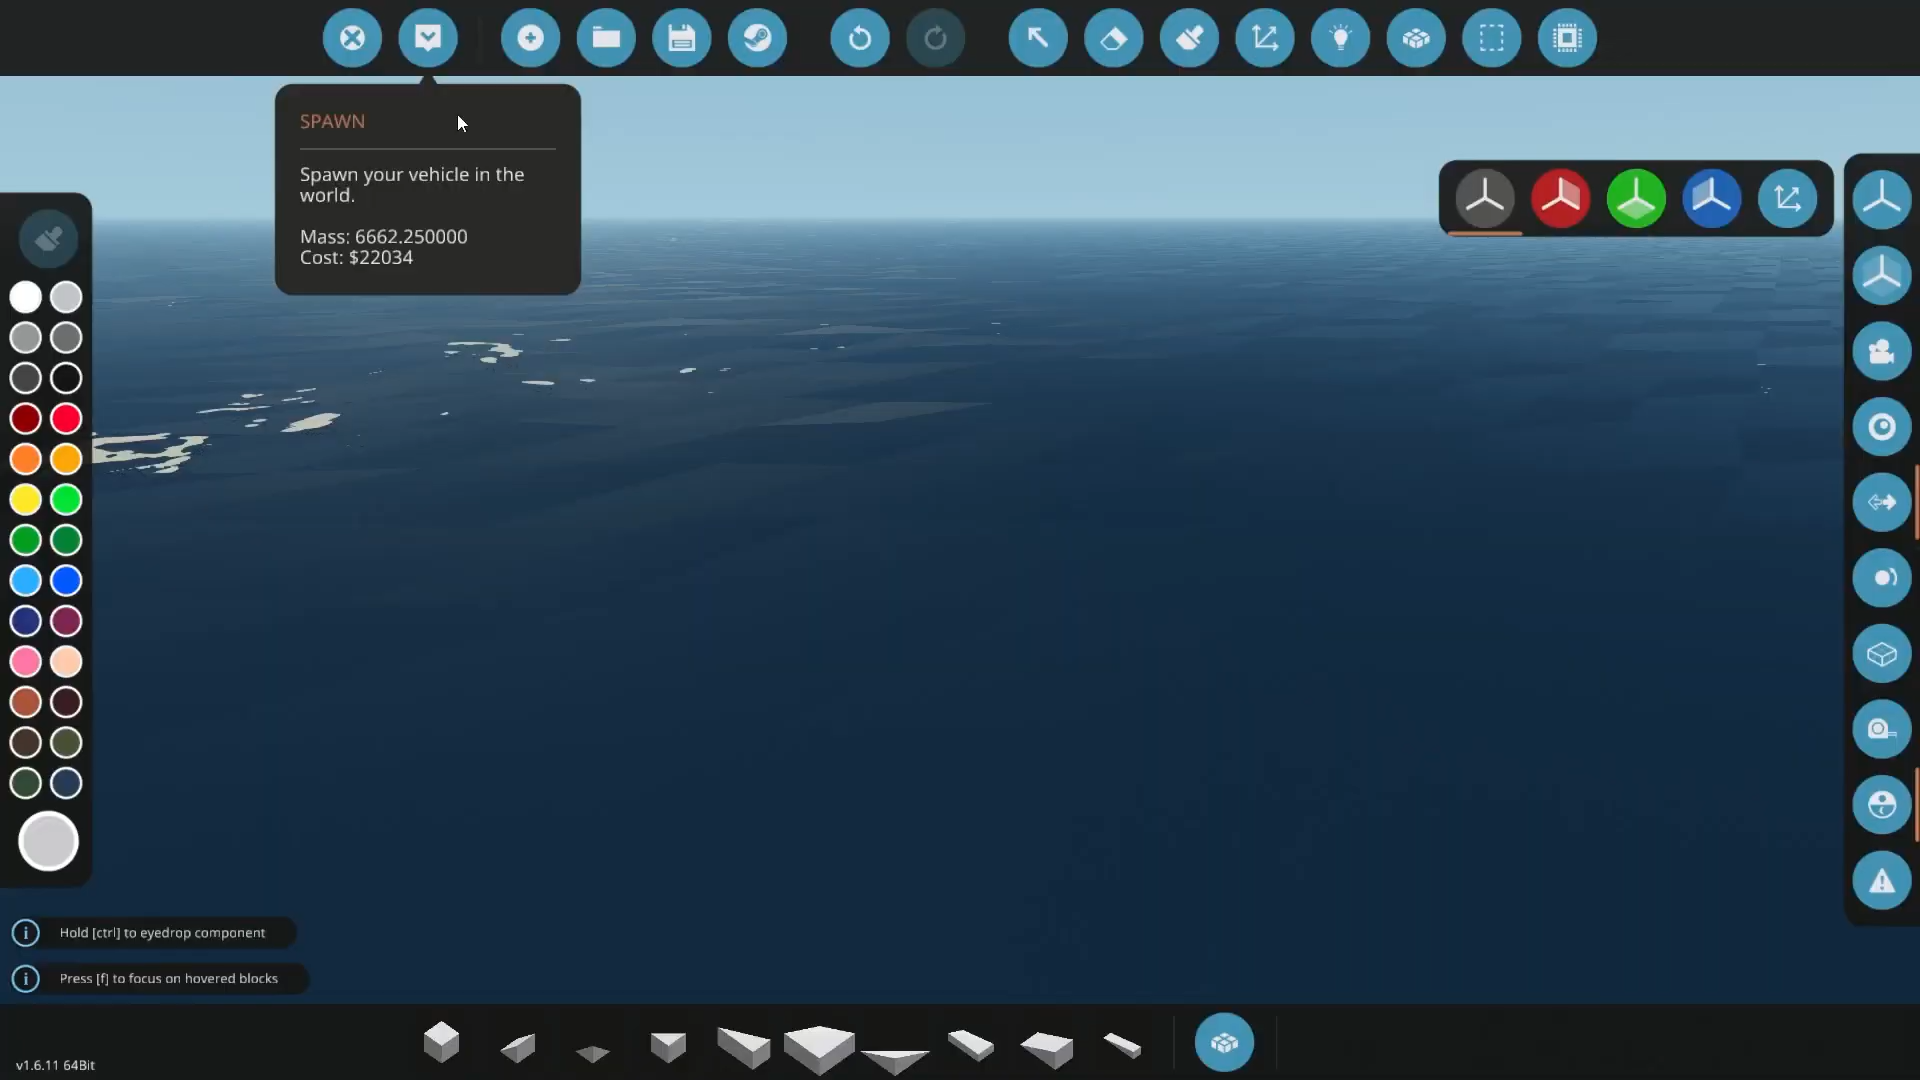 SPAWN
Spawn your vehicle in the
world.
Mass: 6662.250000
Cost: $22034
Hold [ctrl] to eyedrop component
Press [f] to focus on hovered blocks
v1.6.11 64Bit